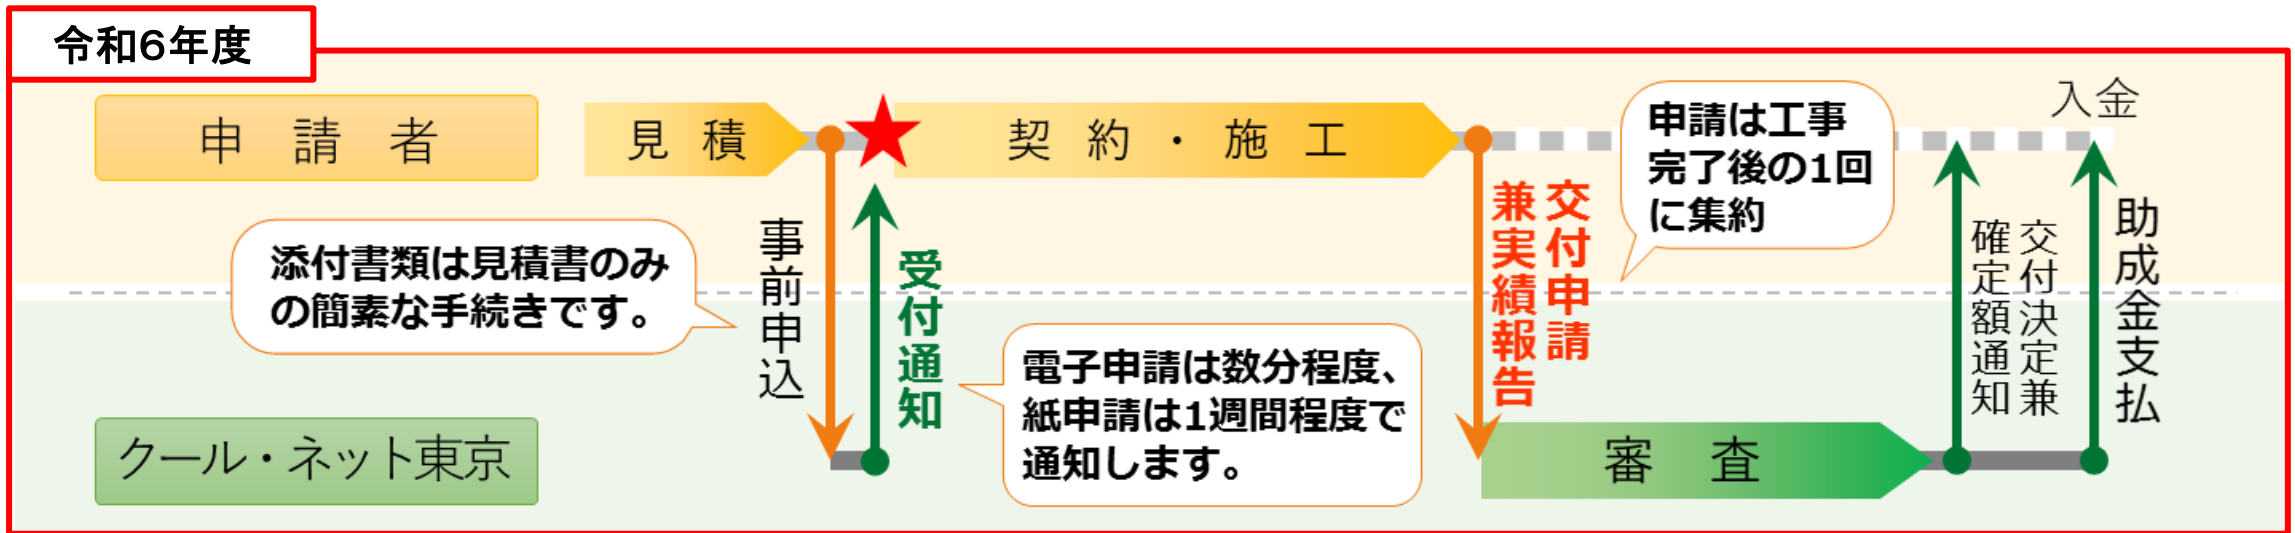 令和6年度
申請者
見積
契約・施工
申請は工事
完了後の1回
に集約
入金
添付書類は見積書のみ
の簡素な手続きです。
事前申込
受付通知
電子申請は数分程度、
紙申請は1週間程度で
通知します。
交付申請
兼実績報告
交付決定兼
確定額通知
助成金支払
クール・ネット東京
審査